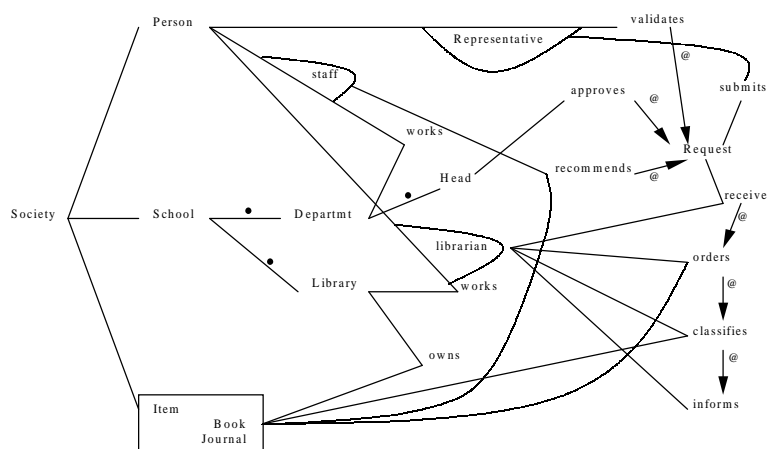 Person
validates
Representative
@
staff
submits
approves
@
works
Request
recommends
@
Head
receive
Society
School
•
Departmt
•
@
librarian
orders
•
Library
works
@
classifies
owns
@
informs
Item
Book
Journal